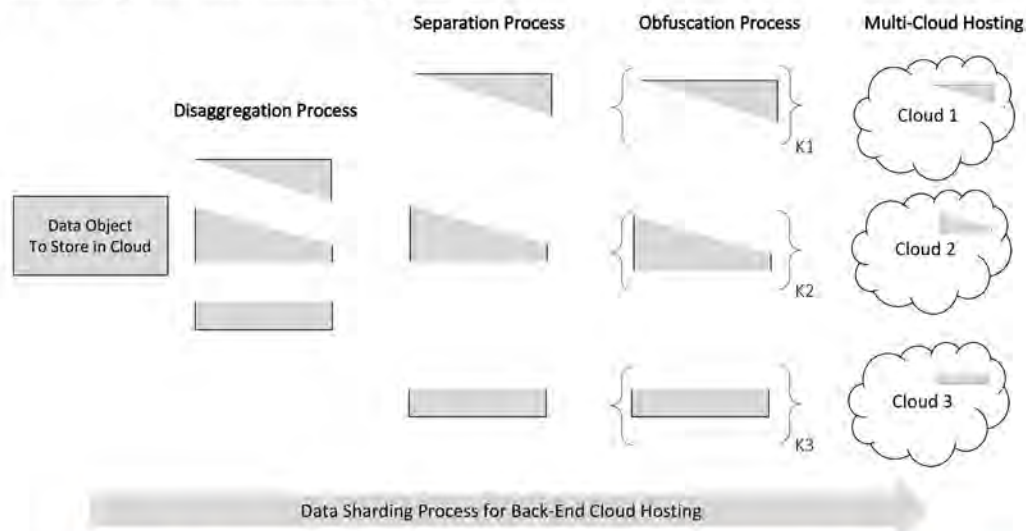 Separation Process
Obfuscation Process
Multi-Cloud Hosting
Disaggregation Process
Cloud 1
K1
Data Object
To Store in Cloud
Cloud 2
K2
Cloud 3
K3
Data Sharding Process for Back-End Cloud Hosting